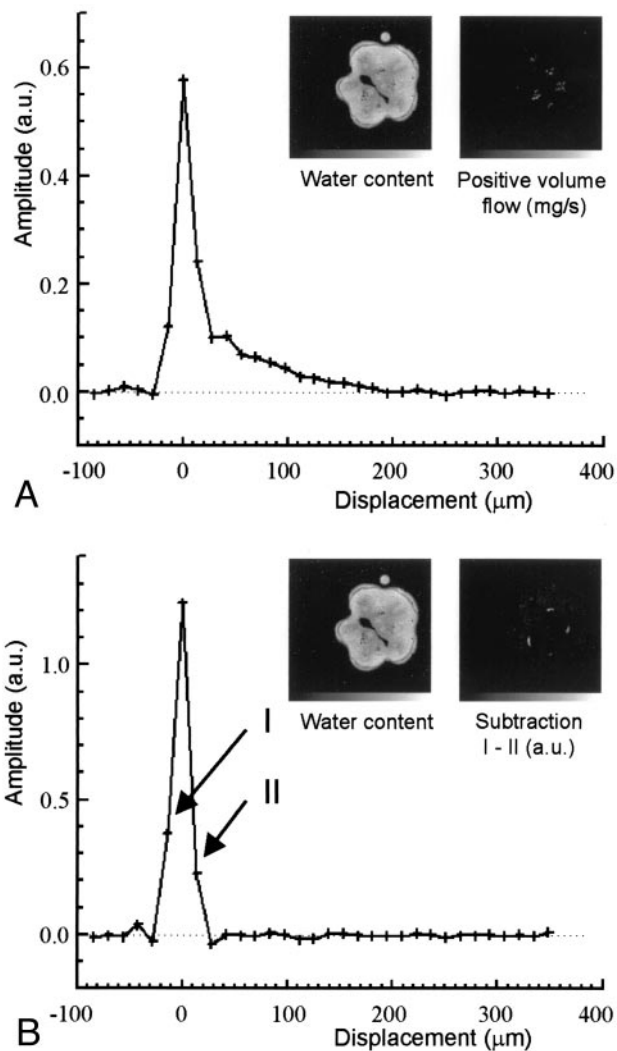 0.6
0.4
0.2
0.0
Amplitude (a.u.)
Water content
Positive volume
flow (mg/s)
-100 0 100 200 300 400
A
Displacement (μm)
1.0
0.5
0.0
Amplitude (a.u.)
I
II
Water content
Subtraction
I - II (a.u.)
-100 0 100 200 300 400
B
Displacement (μm)